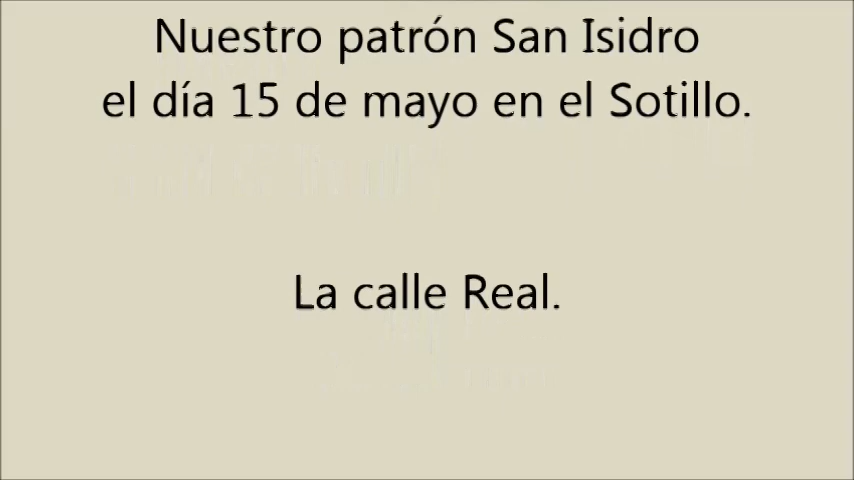 Nuestro patrón San Isidro
el día 15 de mayo en el Sotillo.
La calle Real.